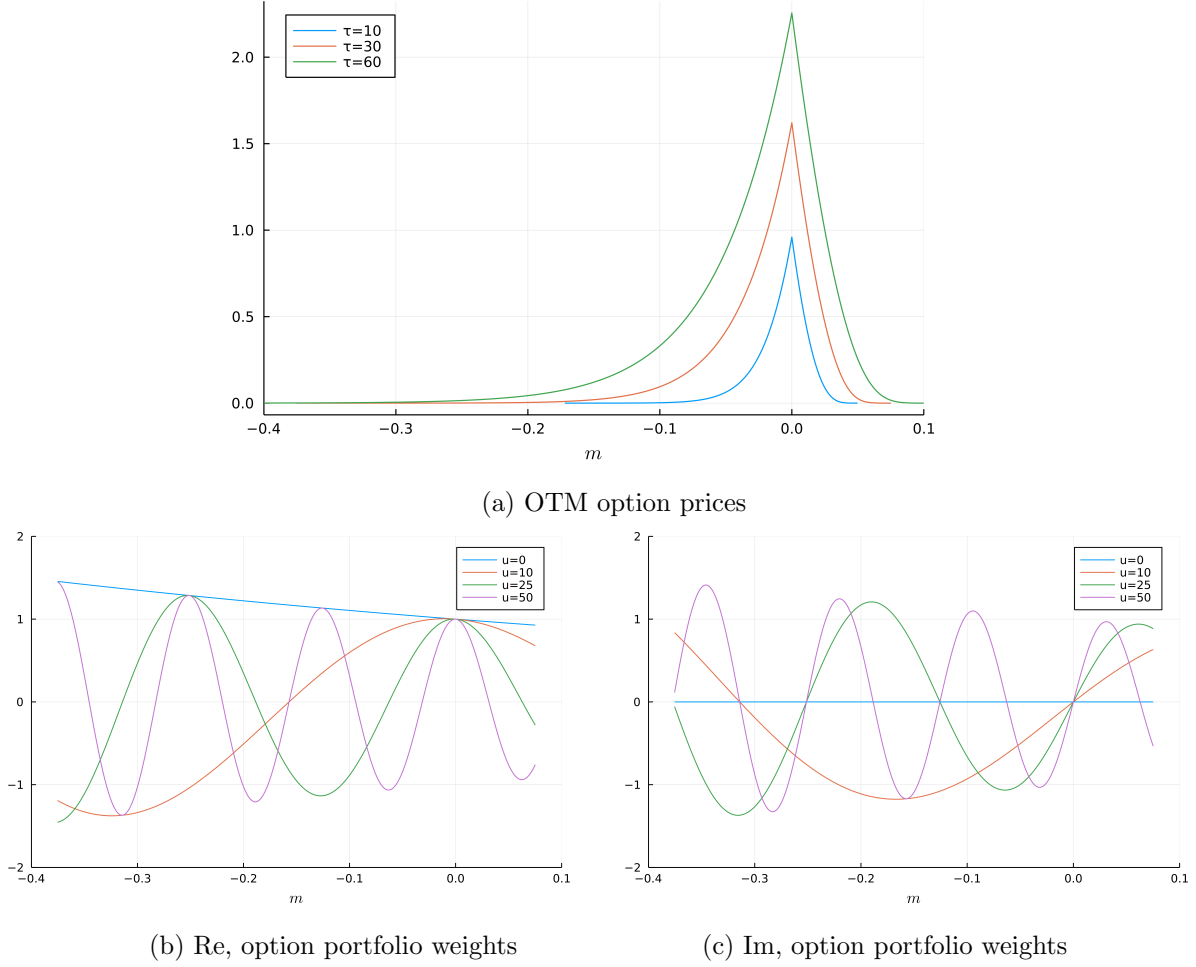 τ=10
τ=30
τ=60
2.0
1.5
1.0
0.5
0.0
−0.4 −0.3 −0.2 −0.1 0.0 0.1
m
(a) OTM option prices
2
1
0
−1
−2
u=0
u=10
u=25
u=50
−0.4 −0.3 −0.2 −0.1 0.0 0.1
m
(b) Re, option portfolio weights
2
1
0
−1
−2
u=0
u=10
u=25
u=50
−0.4 −0.3 −0.2 −0.1 0.0 0.1
m
(c) Im, option portfolio weights